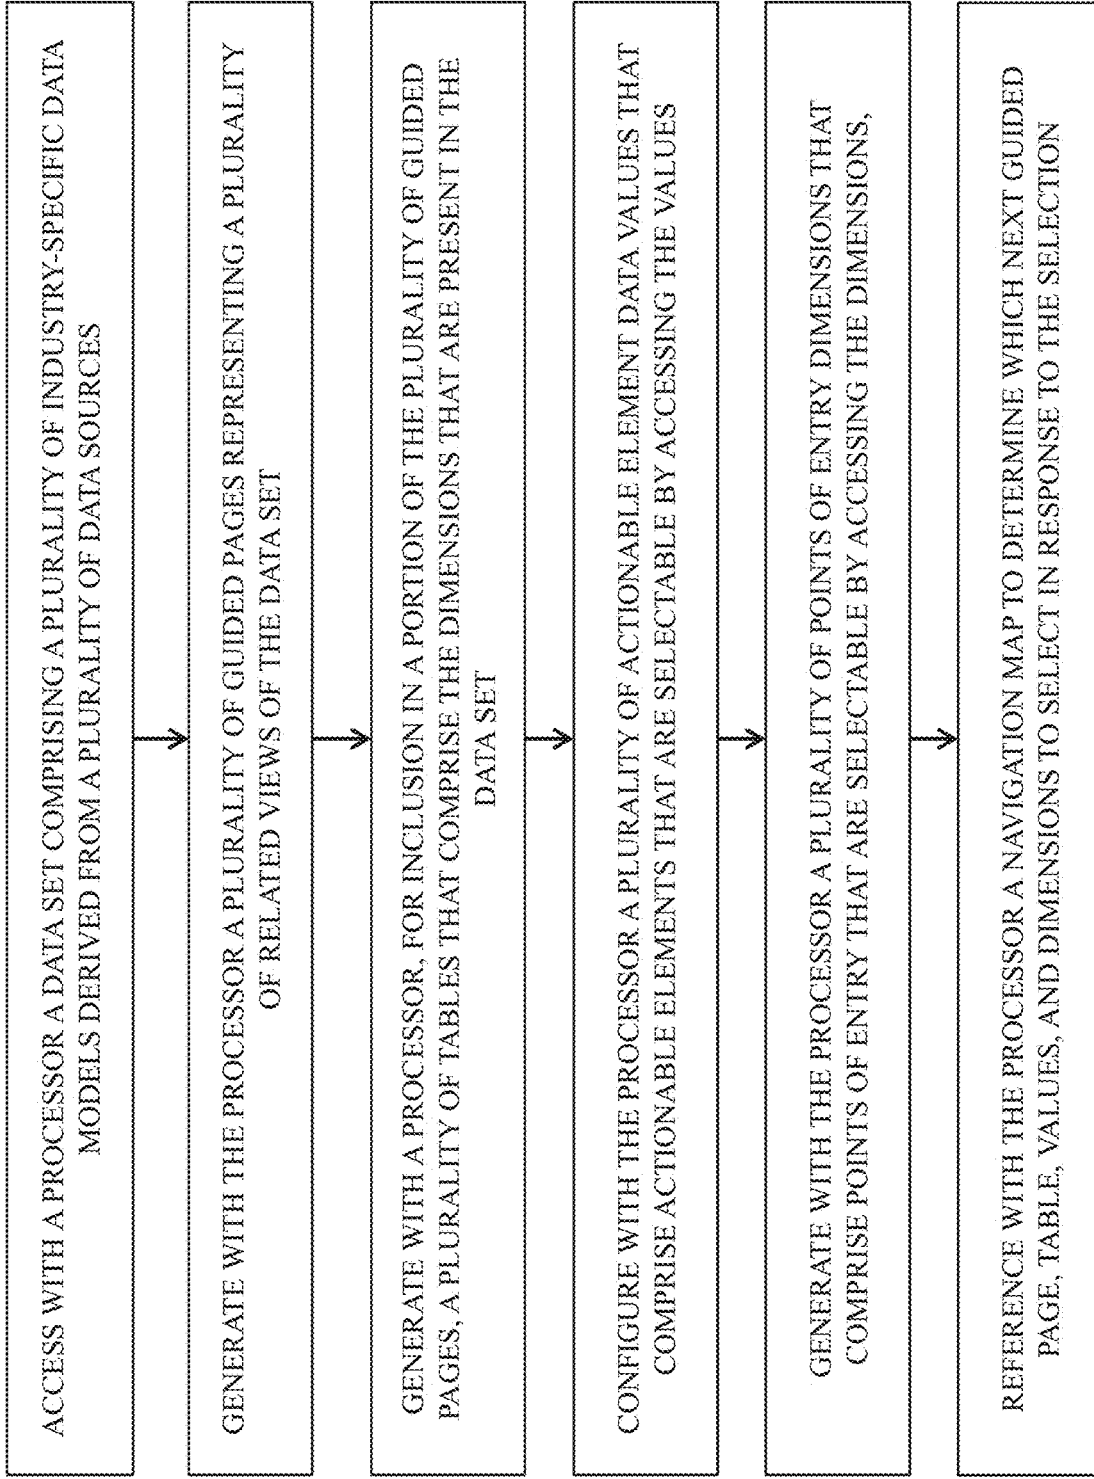 ACCESS WITH A PROCESSOR A DATA SET COMPRISING A PLURALITY OF INDUSTRY-SPECIFIC DATA
MODELS DERIVED FROM A PLURALITY OF DATA SOURCES
GENERATE WITH THE PROCESSOR A PLURALITY OF GUIDED PAGES REPRESENTING A PLURALITY
OF RELATED VIEWS OF THE DATA SET
GENERATE WITH A PROCESSOR, FOR INCLUSION IN A PORTION OF THE PLURALITY OF GUIDED
PAGES, A PLURALITY OF TABLES THAT COMPRISE THE DIMENSIONS THAT ARE PRESENT IN THE
DATA SET
CONFIGURE WITH THE PROCESSOR A PLURALITY OF ACTIONABLE ELEMENT DATA VALUES THAT
COMPRISE ACTIONABLE ELEMENTS THAT ARE SELECTABLE BY ACCESSING THE VALUES
GENERATE WITH THE PROCESSOR A PLURALITY OF POINTS OF ENTRY DIMENSIONS THAT
COMPRISE POINTS OF ENTRY THAT ARE SELECTABLE BY ACCESSING THE DIMENSIONS,
REFERENCE WITH THE PROCESSOR A NAVIGATION MAP TO DETERMINE WHICH NEXT GUIDED
PAGE, TABLE, VALUES, AND DIMENSIONS TO SELECT IN RESPONSE TO THE SELECTION